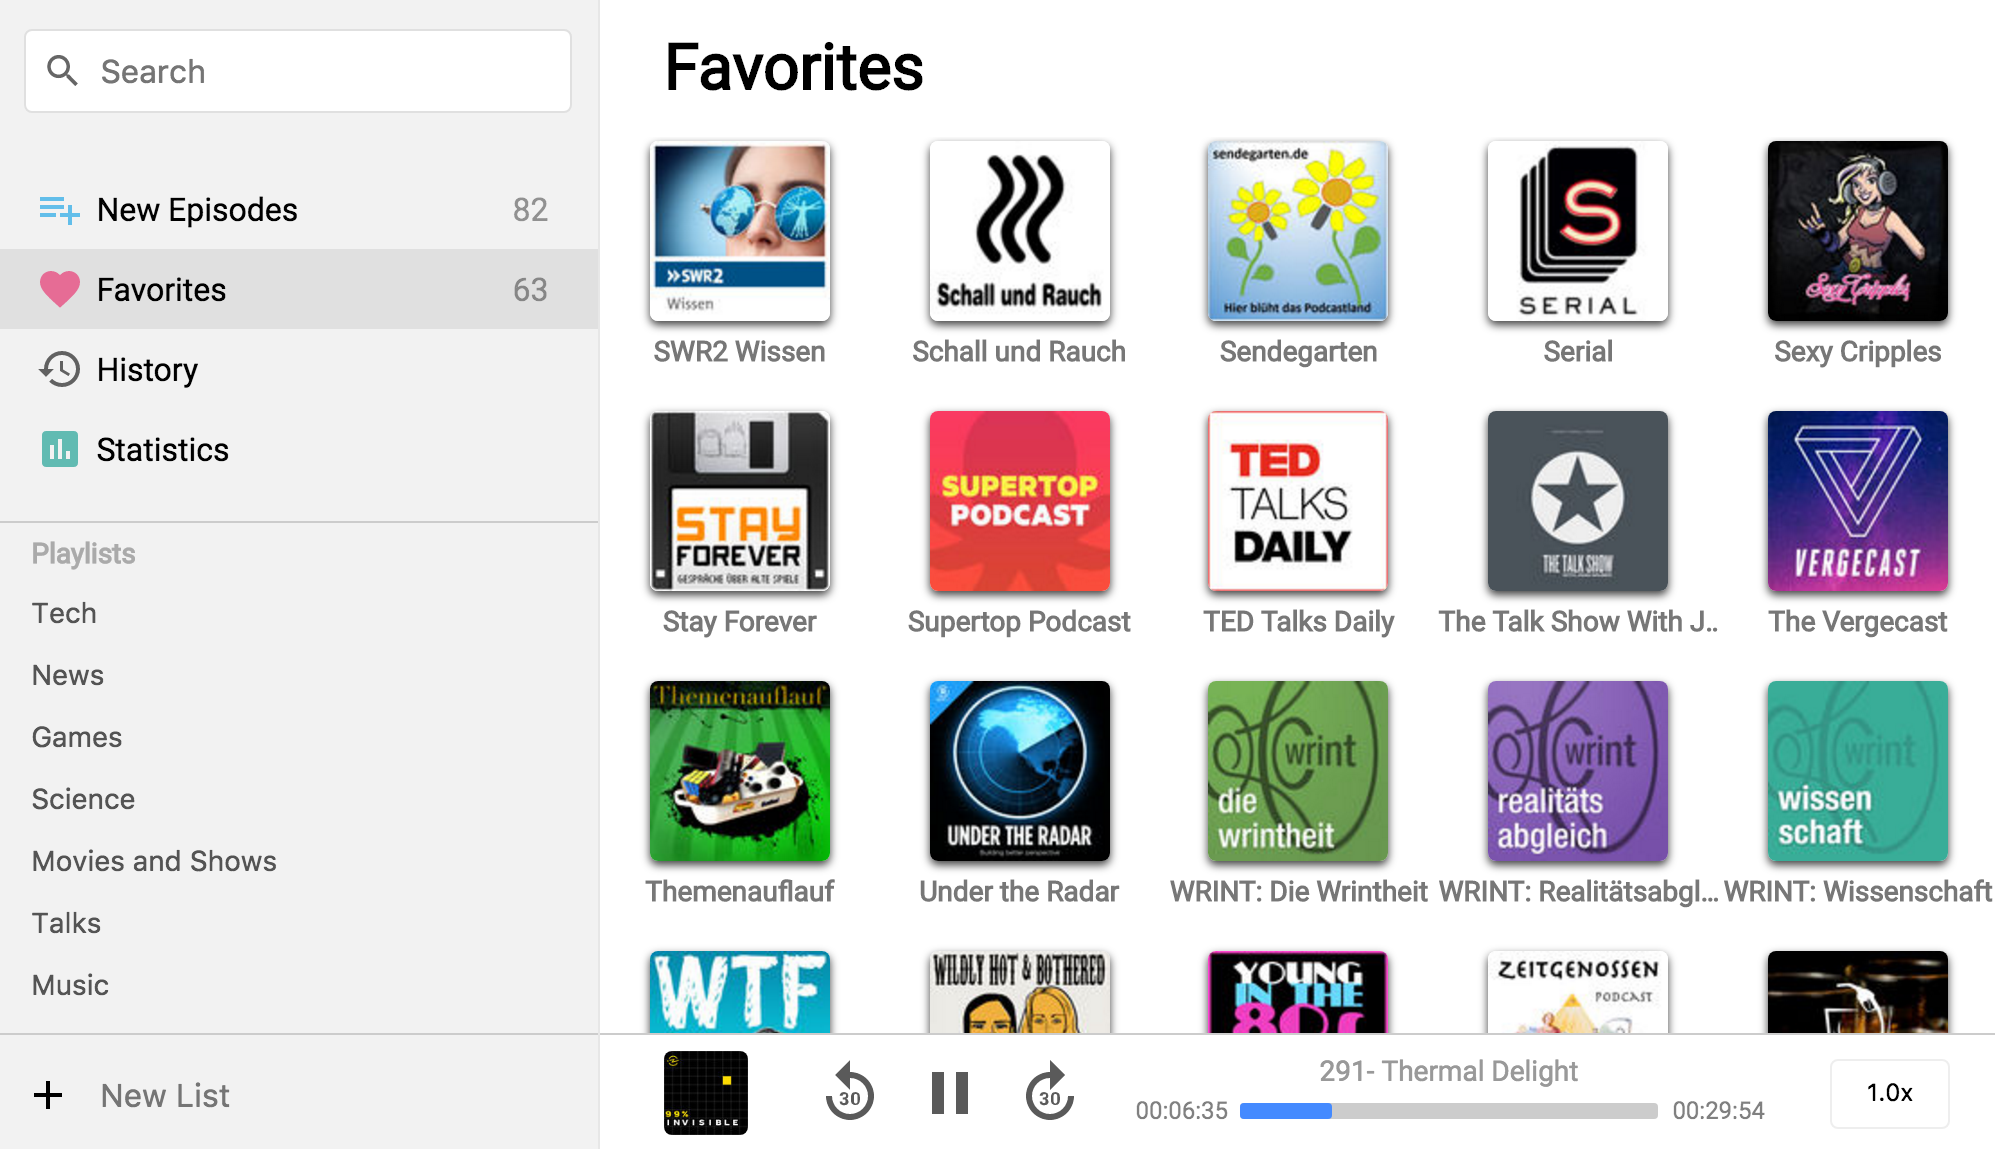 Search
New Episodes 82
Favorites 63
History
Statistics
Playlists
Tech
News
Games
Science
Movies and Shows
Talks
Music
New List
Favorites
»SWR2
Wissen
SWR2 Wissen
Schall und Rauch
Schall und Rauch
sendegarten.de
Hier blüht das Podcastland
Sendegarten
S
SERIAL
Serial
Sexy Cripples
Sexy Cripples
STAY
FOREVER
GESPRÄCHE ÜBER ALTE SPIELE
Stay Forever
SUPERTOP
PODCAST
Supertop Podcast
TED
TALKS
DAILY
TED Talks Daily
THE TALK SHOW
The Talk Show With J..
VERGECAST
The Vergecast
Themenauflauf
Themenauflauf
UNDER THE RADAR
Building better perspective
Under the Radar
wrint
die
wrintheit
WRINT: Die Wrintheit
wrint
realitäts
abgleich
WRINT: Realitätsabgl...
wrint
wissen
schaft
WRINT: Wissenschaft
WTF
WILDLY HOT & BOTHERED
YOUNG
IN THE
80s
ZEITGENOSSEN
PODCAST
99%
INVISIBLE
30
30
291- Thermal Delight
00:06:35
00:29:54
1.0x